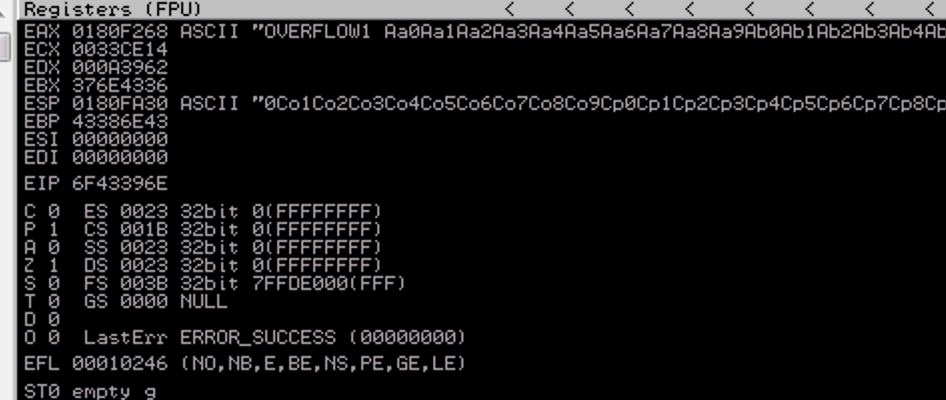 Registers (FPU) < < < < < < < <
EAX 0180F268 ASCII "OVERFLOW1 Aa0Aa1Aa2Aa3Aa4Aa5Aa6Aa7Aa8Aa9Ab0Ab1Ab2Ab3Ab4Ab
ECX 0033CE14
EDX 000A3962
EBX 376E4336
ESP 0180FA30 ASCII "0Co1Co2Co3Co4Co5Co6Co7Co8Co9Cp0Cp1Cp2Cp3Cp4Cp5Cp6Cp7Cp8Cp
EBP 43386E43
ESI 00000000
EDI 00000000
EIP 6F43396E
C 0 ES 0023 32bit 0(FFFFFFFF)
P 1 CS 001B 32bit 0(FFFFFFFF)
A 0 SS 0023 32bit 0(FFFFFFFF)
Z 1 DS 0023 32bit 0(FFFFFFFF)
S 0 FS 003B 32bit 7FFDE000(FFF)
T 0 GS 0000 NULL
D 0
O 0 LastErr ERROR_SUCCESS (00000000)
EFL 00010246 (NO,NB,E,BE,NS,PE,GE,LE)
ST0 empty g